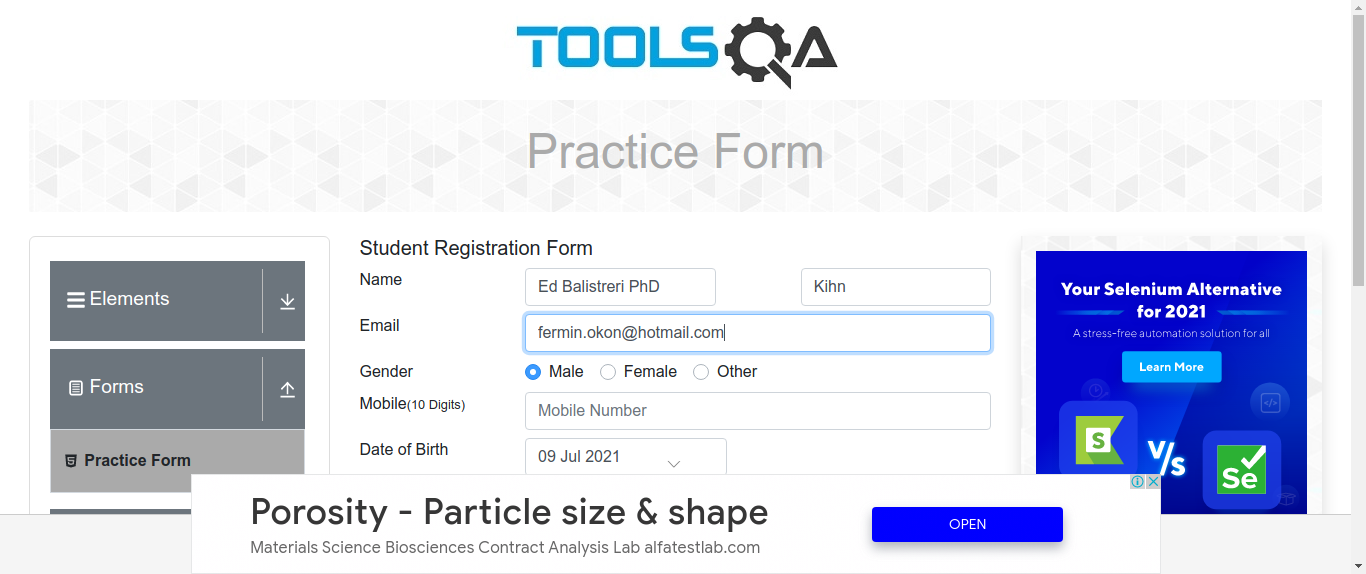 TOOLSQA
Practice Form
Elements
Forms
Practice Form
Student Registration Form
Name
Ed Balistreri PhD
Kihn
Email
fermin.okon@hotmail.com
Gender
Male
Female
Other
Mobile(10 Digits)
Mobile Number
Date of Birth
09 Jul 2021
Your Selenium Alternative
for 2021
A stress-free automation solution for all
Learn More
S
V/s
Se
Porosity - Particle size & shape
Materials Science Biosciences Contract Analysis Lab alfatestlab.com
OPEN